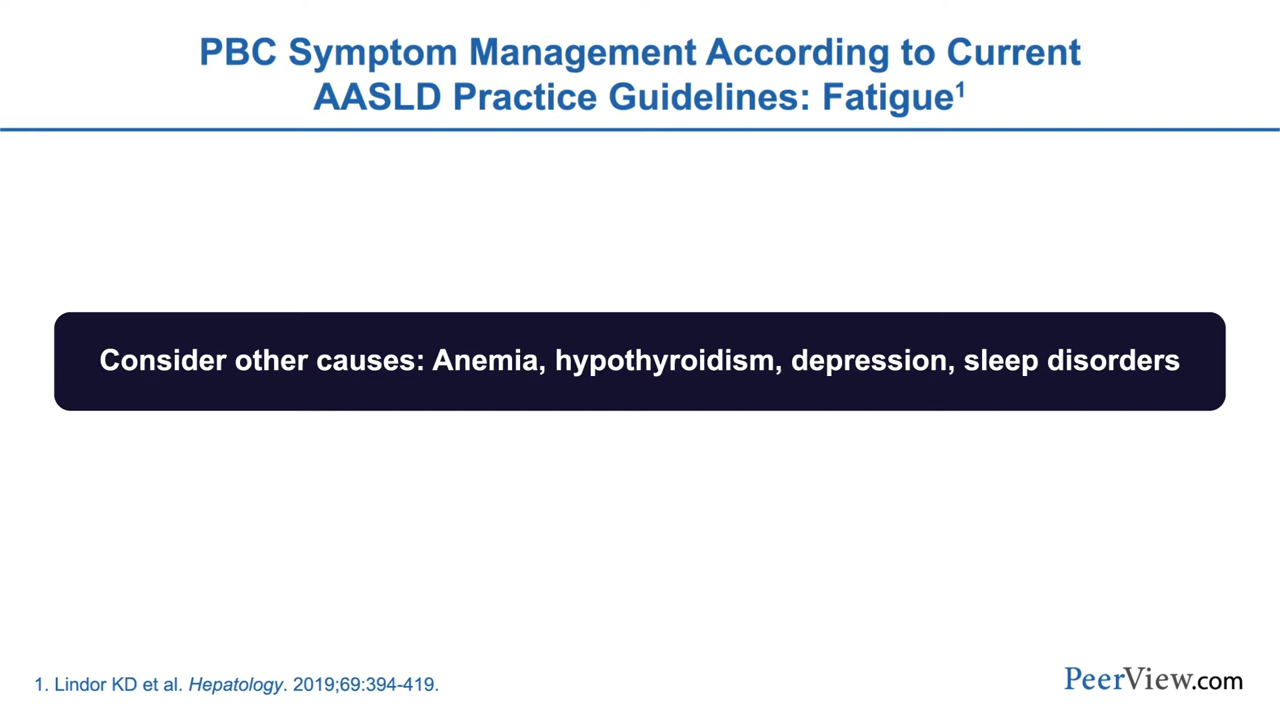 PBC Symptom Management According to Current
AASLD Practice Guidelines: Fatigue¹
Consider other causes: Anemia, hypothyroidism, depression, sleep disorders
1. Lindor KD et al. Hepatology. 2019;69:394-419.
PeerView.com